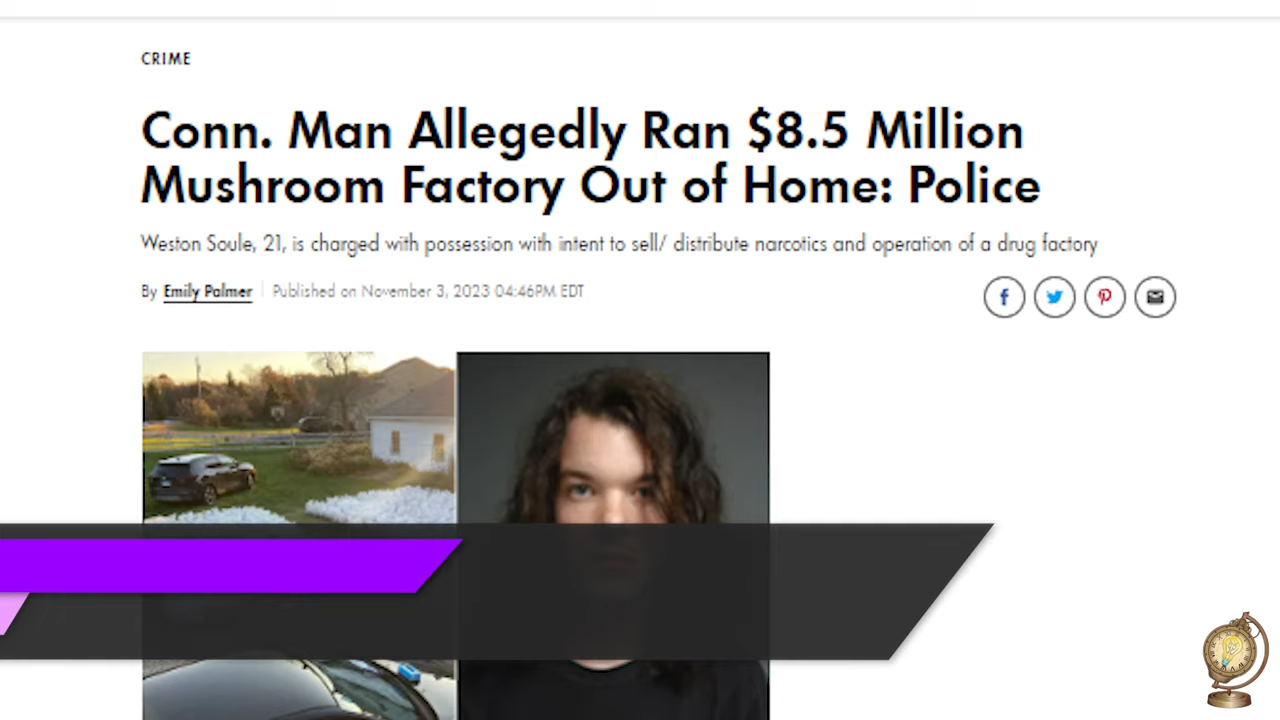 CRIME
Conn. Man Allegedly Ran $8.5 Million
Mushroom Factory Out of Home: Police
Weston Soule, 21, is charged with possession with intent to sell/ distribute narcotics and operation of a drug factory
By Emily Palmer | Published on November 3, 2023 04:46PM EDT